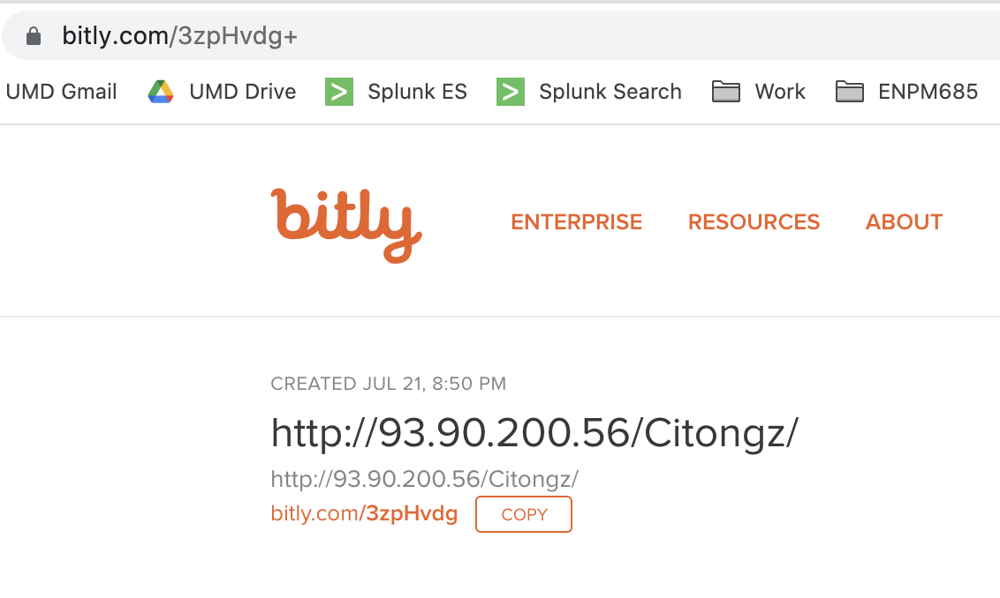 bitly.com/3zpHvdg+
UMD Gmail UMD Drive Splunk ES Splunk Search Work ENPM685
bitly ENTERPRISE RESOURCES ABOUT
CREATED JUL 21, 8:50 PM
http://93.90.200.56/Citongz/
http://93.90.200.56/Citongz/
bitly.com/3zpHvdg COPY